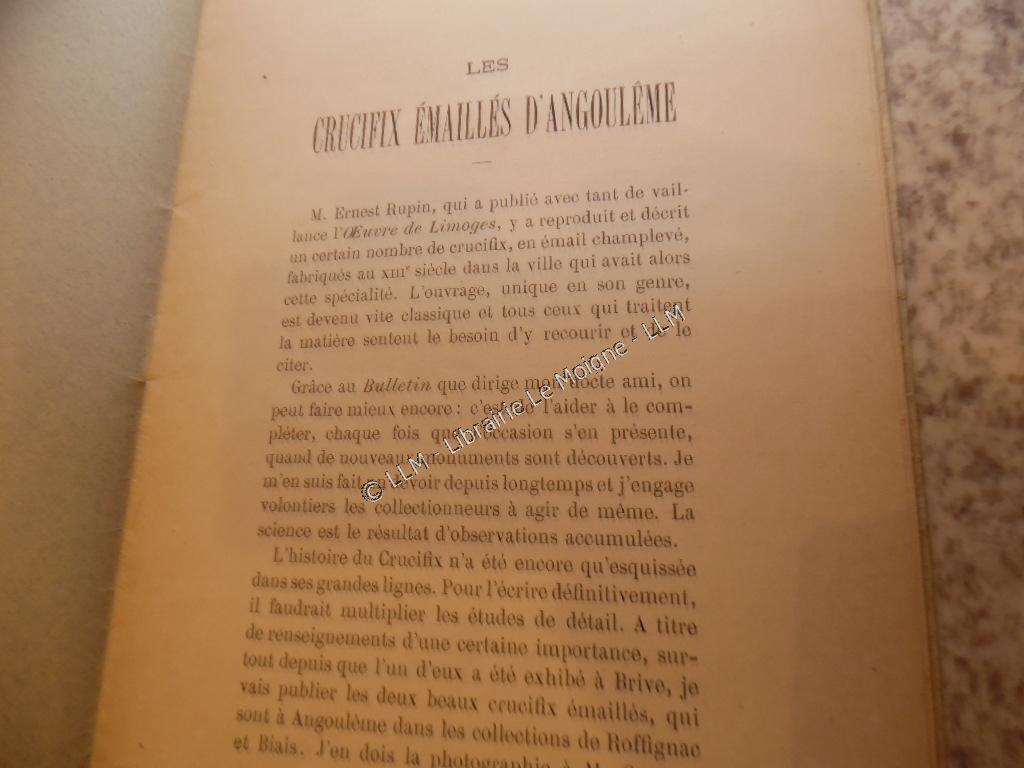 LES
CRUCIFIX ÉMAILLÉS D'ANGOULÊME
M. Ernest Rupin, qui a publié avec tant de vail-
lance l'Œuvre de Limoges, y a reproduit et décrit
un certain nombre de crucifix, en émail champlevé,
fabriqués au XIIIe siècle dans la ville qui avait alors
cette spécialité. L'ouvrage, unique en son genre,
est devenu vite classique et tous ceux qui traitent
la matière sentent le besoin d'y recourir et de le
citer.
Grâce au Bulletin que dirige mon docte ami, on
peut faire mieux encore : c'est de l'aider à le com-
pléter, chaque fois que l'occasion s'en présente,
quand de nouveaux monuments sont découverts. Je
m'en suis fait un devoir depuis longtemps et j'engage
volontiers les collectionneurs à agir de même. La
science est le résultat d'observations accumulées.
L'histoire du Crucifix n'a été encore qu'esquissée
dans ses grandes lignes. Pour l'écrire définitivement,
il faudrait multiplier les études de détail. A titre
de renseignements d'une certaine importance, sur-
tout depuis que l'un d'eux a été exhibé à Brive, je
vais publier les deux beaux crucifix émaillés, qui
sont à Angoulême dans les collections de Roffignac
et Biais. J'en dois la photographie à
© LLM - Librairie Le Moigne - LLM